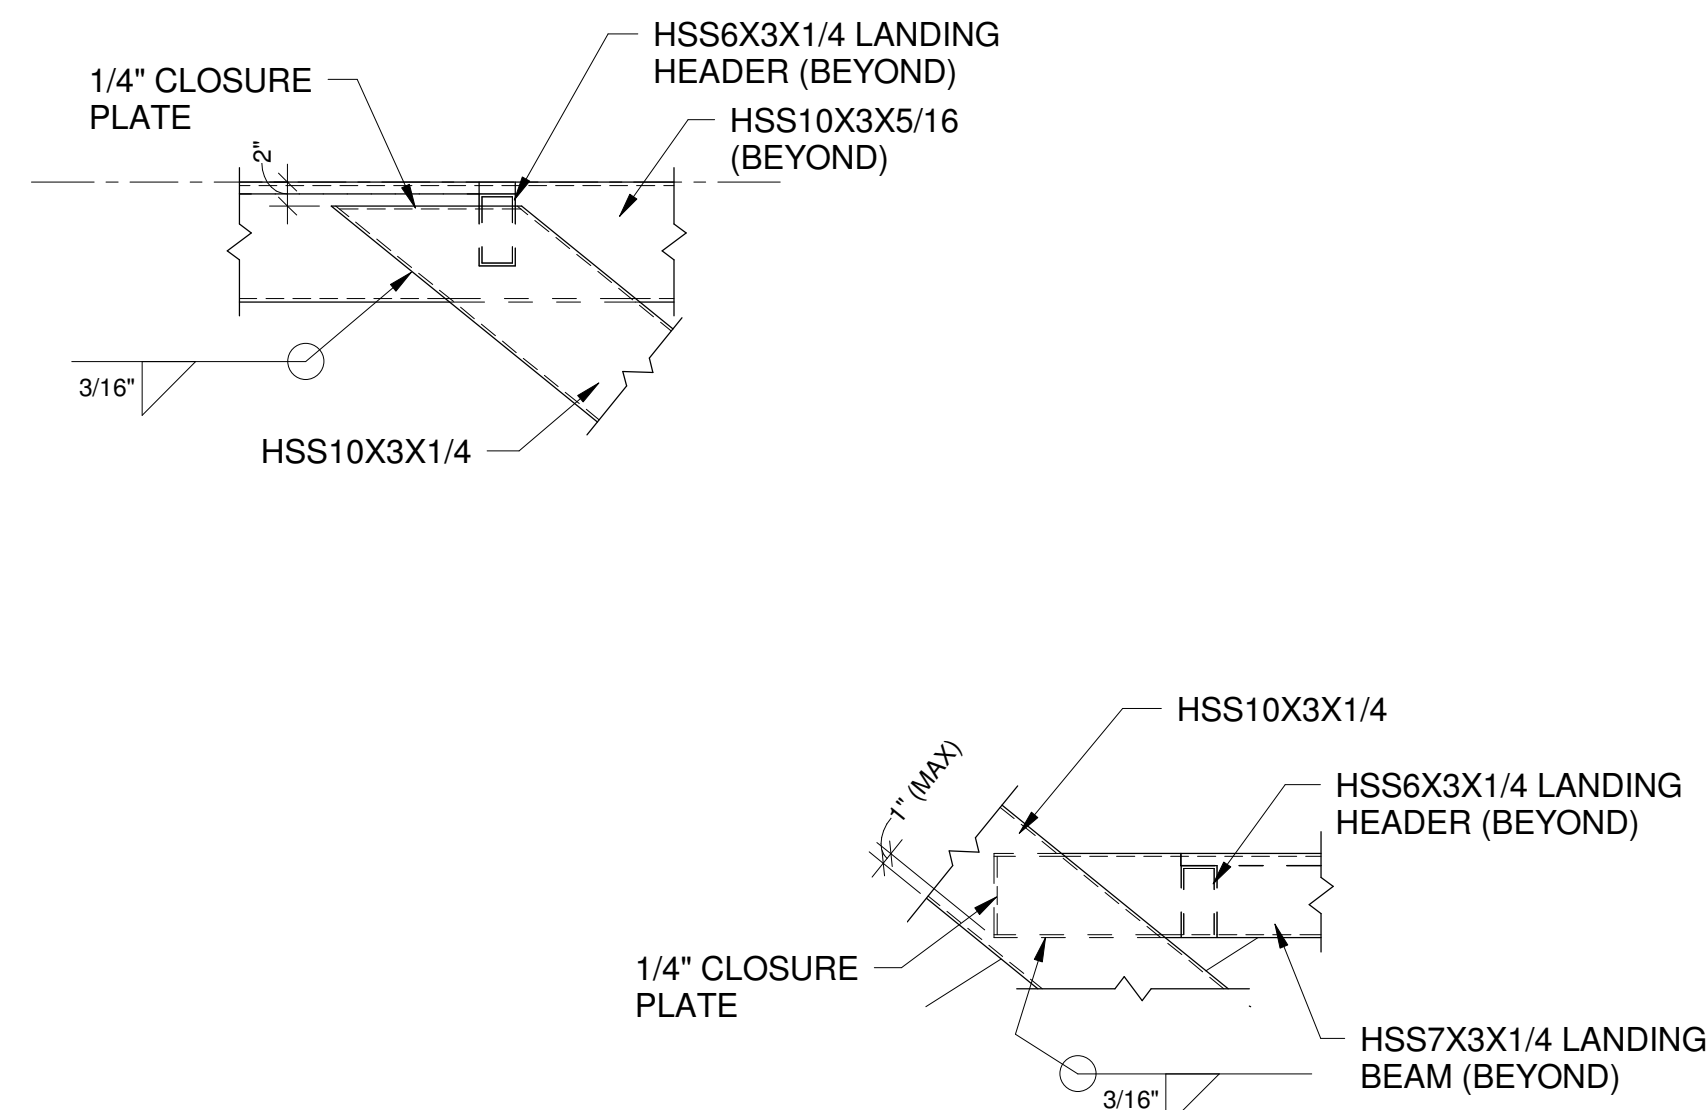 HSS6X3X1/4 LANDING
HEADER (BEYOND)
1/4" CLOSURE
PLATE
HSS10X3X5/16
(BEYOND)
2"
3/16"
HSS10X3X1/4
HSS10X3X1/4
1" (MAX)
HSS6X3X1/4 LANDING
HEADER (BEYOND)
1/4" CLOSURE
PLATE
HSS7X3X1/4 LANDING
BEAM (BEYOND)
3/16"